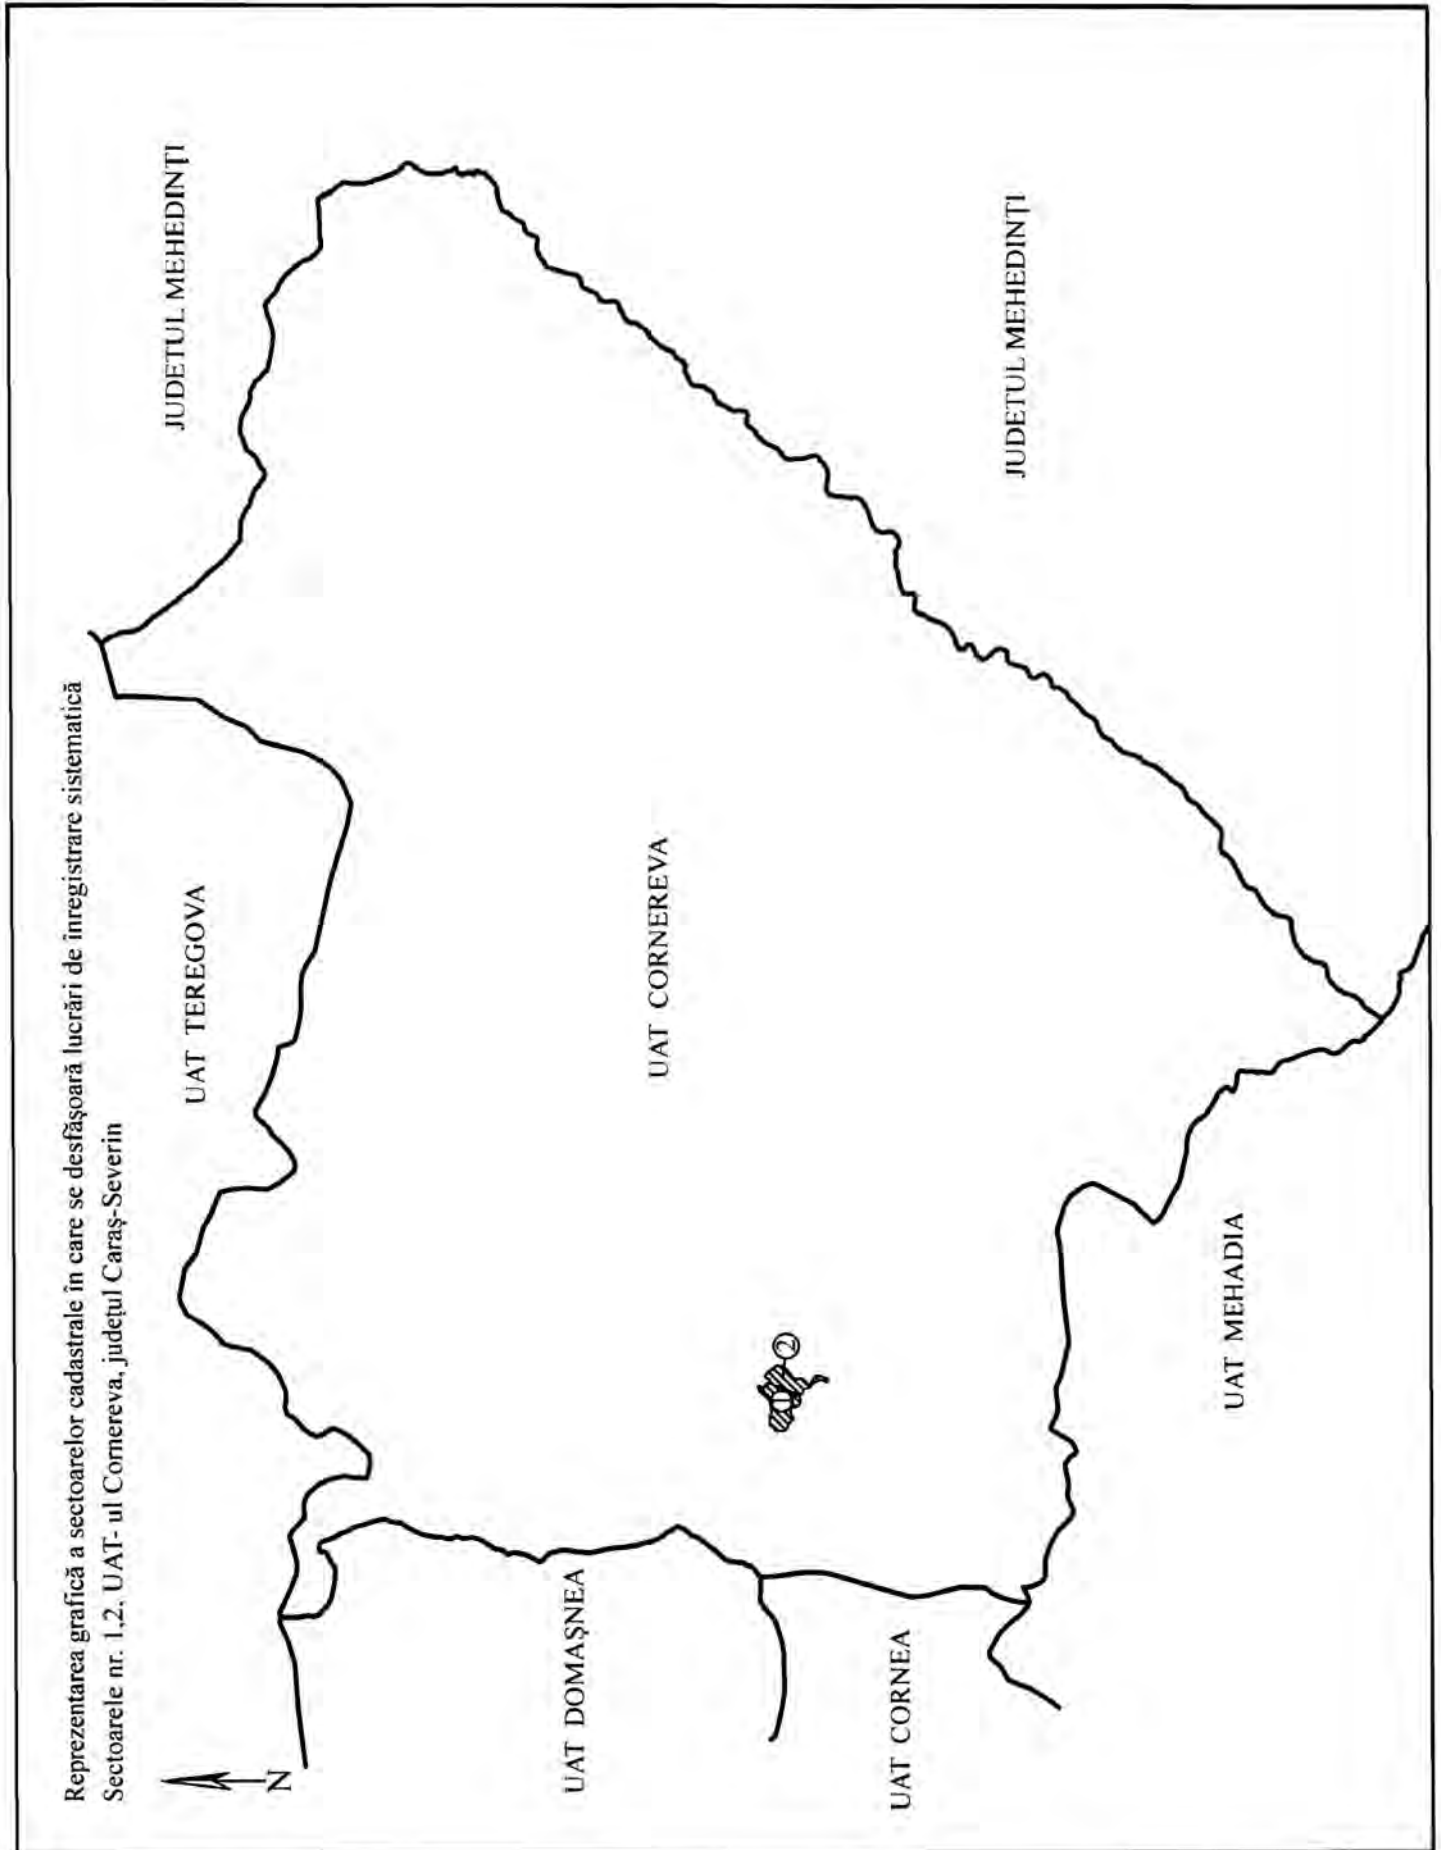 Reprezentarea grafică a sectoarelor cadastrale în care se desfăşoară lucrări de înregistrare sistematică
Sectoarele nr. 1,2, UAT- ul Cornereva, judeţul Caraş-Severin
N
JUDETUL MEHEDINŢI
UAT TEREGOVA
UAT CORNEREVA
UAT DOMAŞNEA
1
2
UAT CORNEA
JUDETUL MEHEDINŢI
UAT MEHADIA